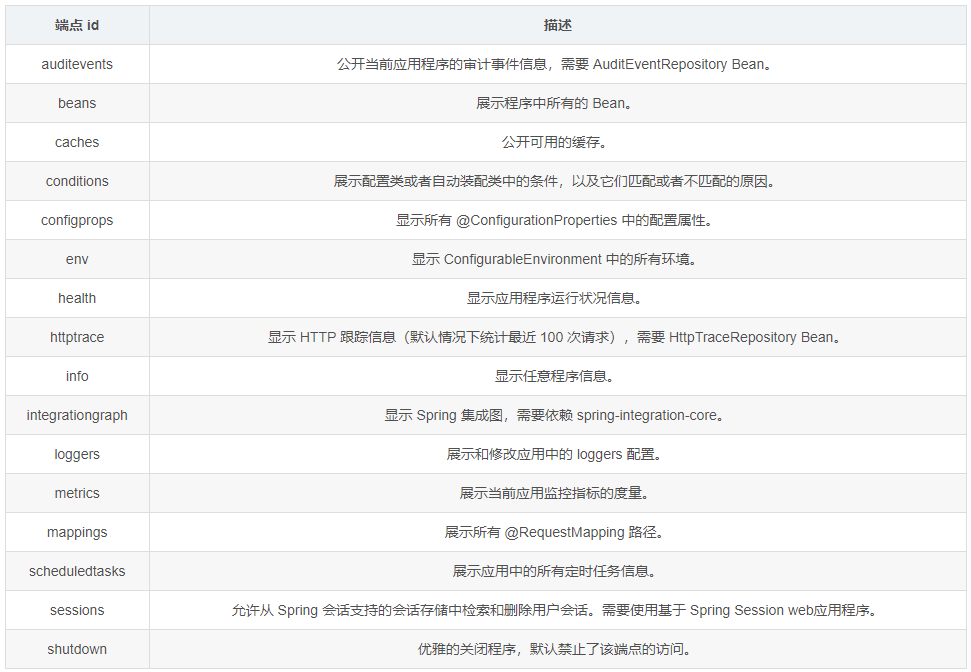 端点 id 描述
auditevents 公开当前应用程序的审计事件信息，需要 AuditEventRepository Bean。
beans 展示程序中所有的 Bean。
caches 公开可用的缓存。
conditions 展示配置类或者自动装配类中的条件，以及它们匹配或者不匹配的原因。
configprops 显示所有 @ConfigurationProperties 中的配置属性。
env 显示 ConfigurableEnvironment 中的所有环境。
health 显示应用程序运行状况信息。
httptrace 显示 HTTP 跟踪信息（默认情况下统计最近 100 次请求），需要 HttpTraceRepository Bean。
info 显示任意程序信息。
integrationgraph 显示 Spring 集成图，需要依赖 spring-integration-core。
loggers 展示和修改应用中的 loggers 配置。
metrics 展示当前应用监控指标的度量。
mappings 展示所有 @RequestMapping 路径。
scheduledtasks 展示应用中的所有定时任务信息。
sessions 允许从 Spring 会话支持的会话存储中检索和删除用户会话。需要使用基于 Spring Session web应用程序。
shutdown 优雅的关闭程序，默认禁止了该端点的访问。